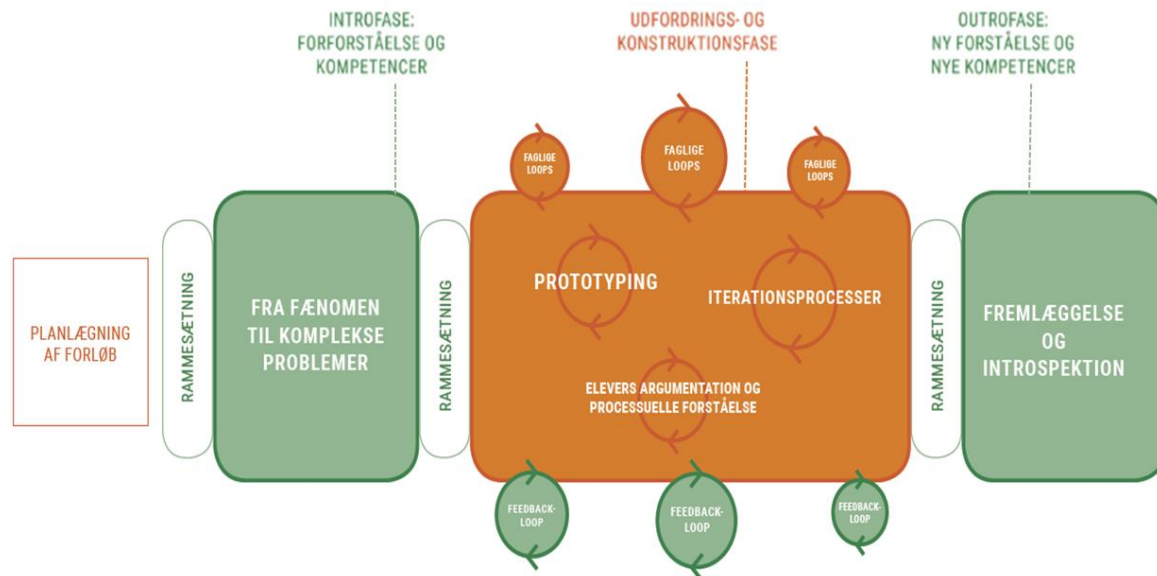 INTROFASE:
FORFORSTÅELSE OG
KOMPETENCER
UDFORDRINGS- OG
KONSTRUKTIONSFASE
OUTROFASE:
NY FORSTÅELSE OG
NYE KOMPETENCER
FAGLIGE
LOOPS
FAGLIGE
LOOPS
FAGLIGE
LOOPS
PLANLÆGNING
AF FORLØB
RAMMESÆTNING
FRA FÆNOMEN
TIL KOMPLEKSE
PROBLEMER
RAMMESÆTNING
PROTOTYPING
ITERATIONSPROCESSER
ELEVERS ARGUMENTATION OG
PROCESSUELLE FORSTÅELSE
RAMMESÆTNING
FREMLÆGGELSE
OG
INTROSPEKTION
FEEDBACK-
LOOP
FEEDBACK-
LOOP
FEEDBACK-
LOOP